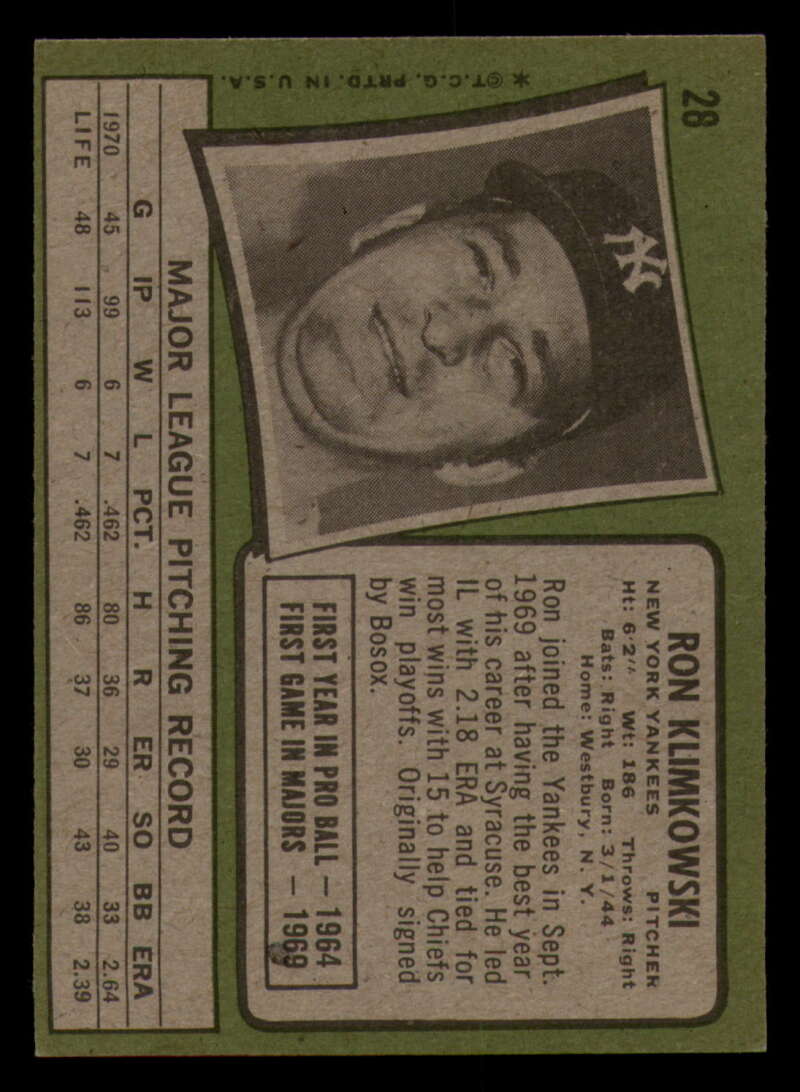 28
✶©T.C.G. PRTD. IN U.S.A.
NY
RON KLIMKOWSKI
NEW YORK YANKEES PITCHER
Ht: 6'2" Wt: 186 Throws: Right
Bats: Right Born: 3/1/44
Home: Westbury, N. Y.
Ron joined the Yankees in Sept.
1969 after having the best year
of his career at Syracuse. He led
IL with 2.18 ERA and tied for
most wins with 15 to help Chiefs
win playoffs. Originally signed
by Bosox.
FIRST YEAR IN PRO BALL — 1964
FIRST GAME IN MAJORS — 1969
MAJOR LEAGUE PITCHING RECORD
G IP W L PCT. H R ER SO BB ERA
1970 45 99 6 7 .462 80 36 29 40 33 2.64
LIFE 48 113 6 7 .462 86 37 30 43 38 2.39